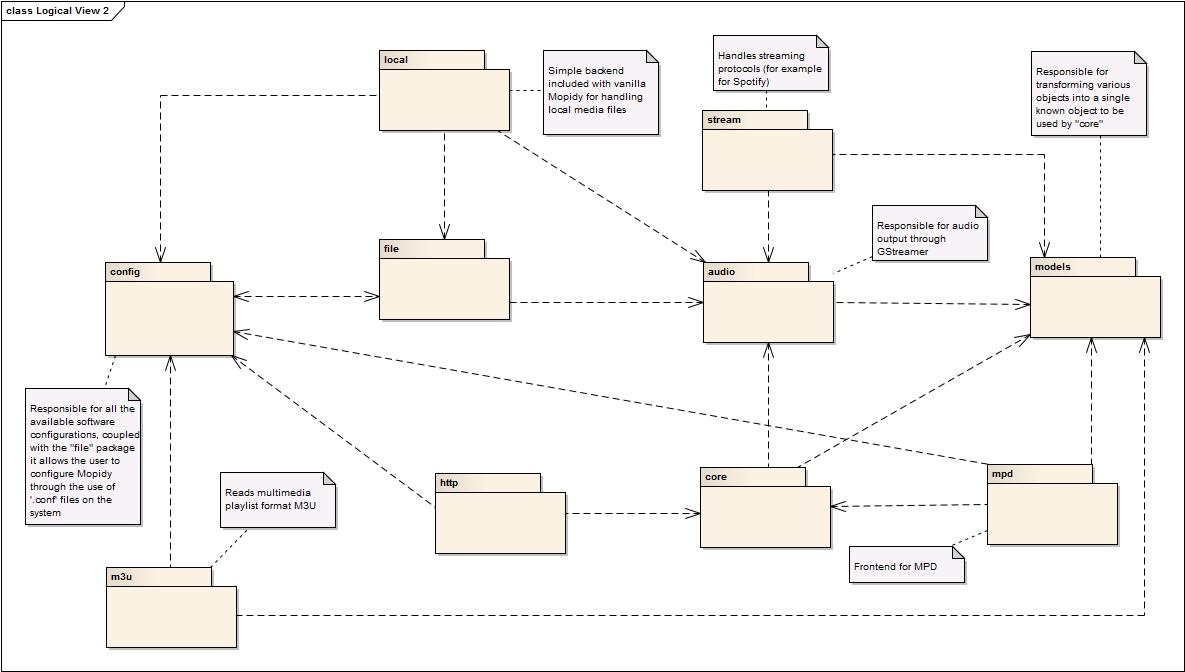 class Logical View 2
local
Simple backend
included with vanilla
Mopidy for handling
local media files
Handles streaming
protocols (for example
for Spotify)
stream
Responsible for
transforming various
objects into a single
known object to be
used by "core"
Responsible for audio
output through
GStreamer
file
config
audio
models
Responsible for all the
available software
configurations, coupled
with the "file" package
it allows the user to
configure Mopidy
through the use of
'.conf' files on the
system
Reads multimedia
playlist format M3U
http
core
mpd
Frontend for MPD
m3u